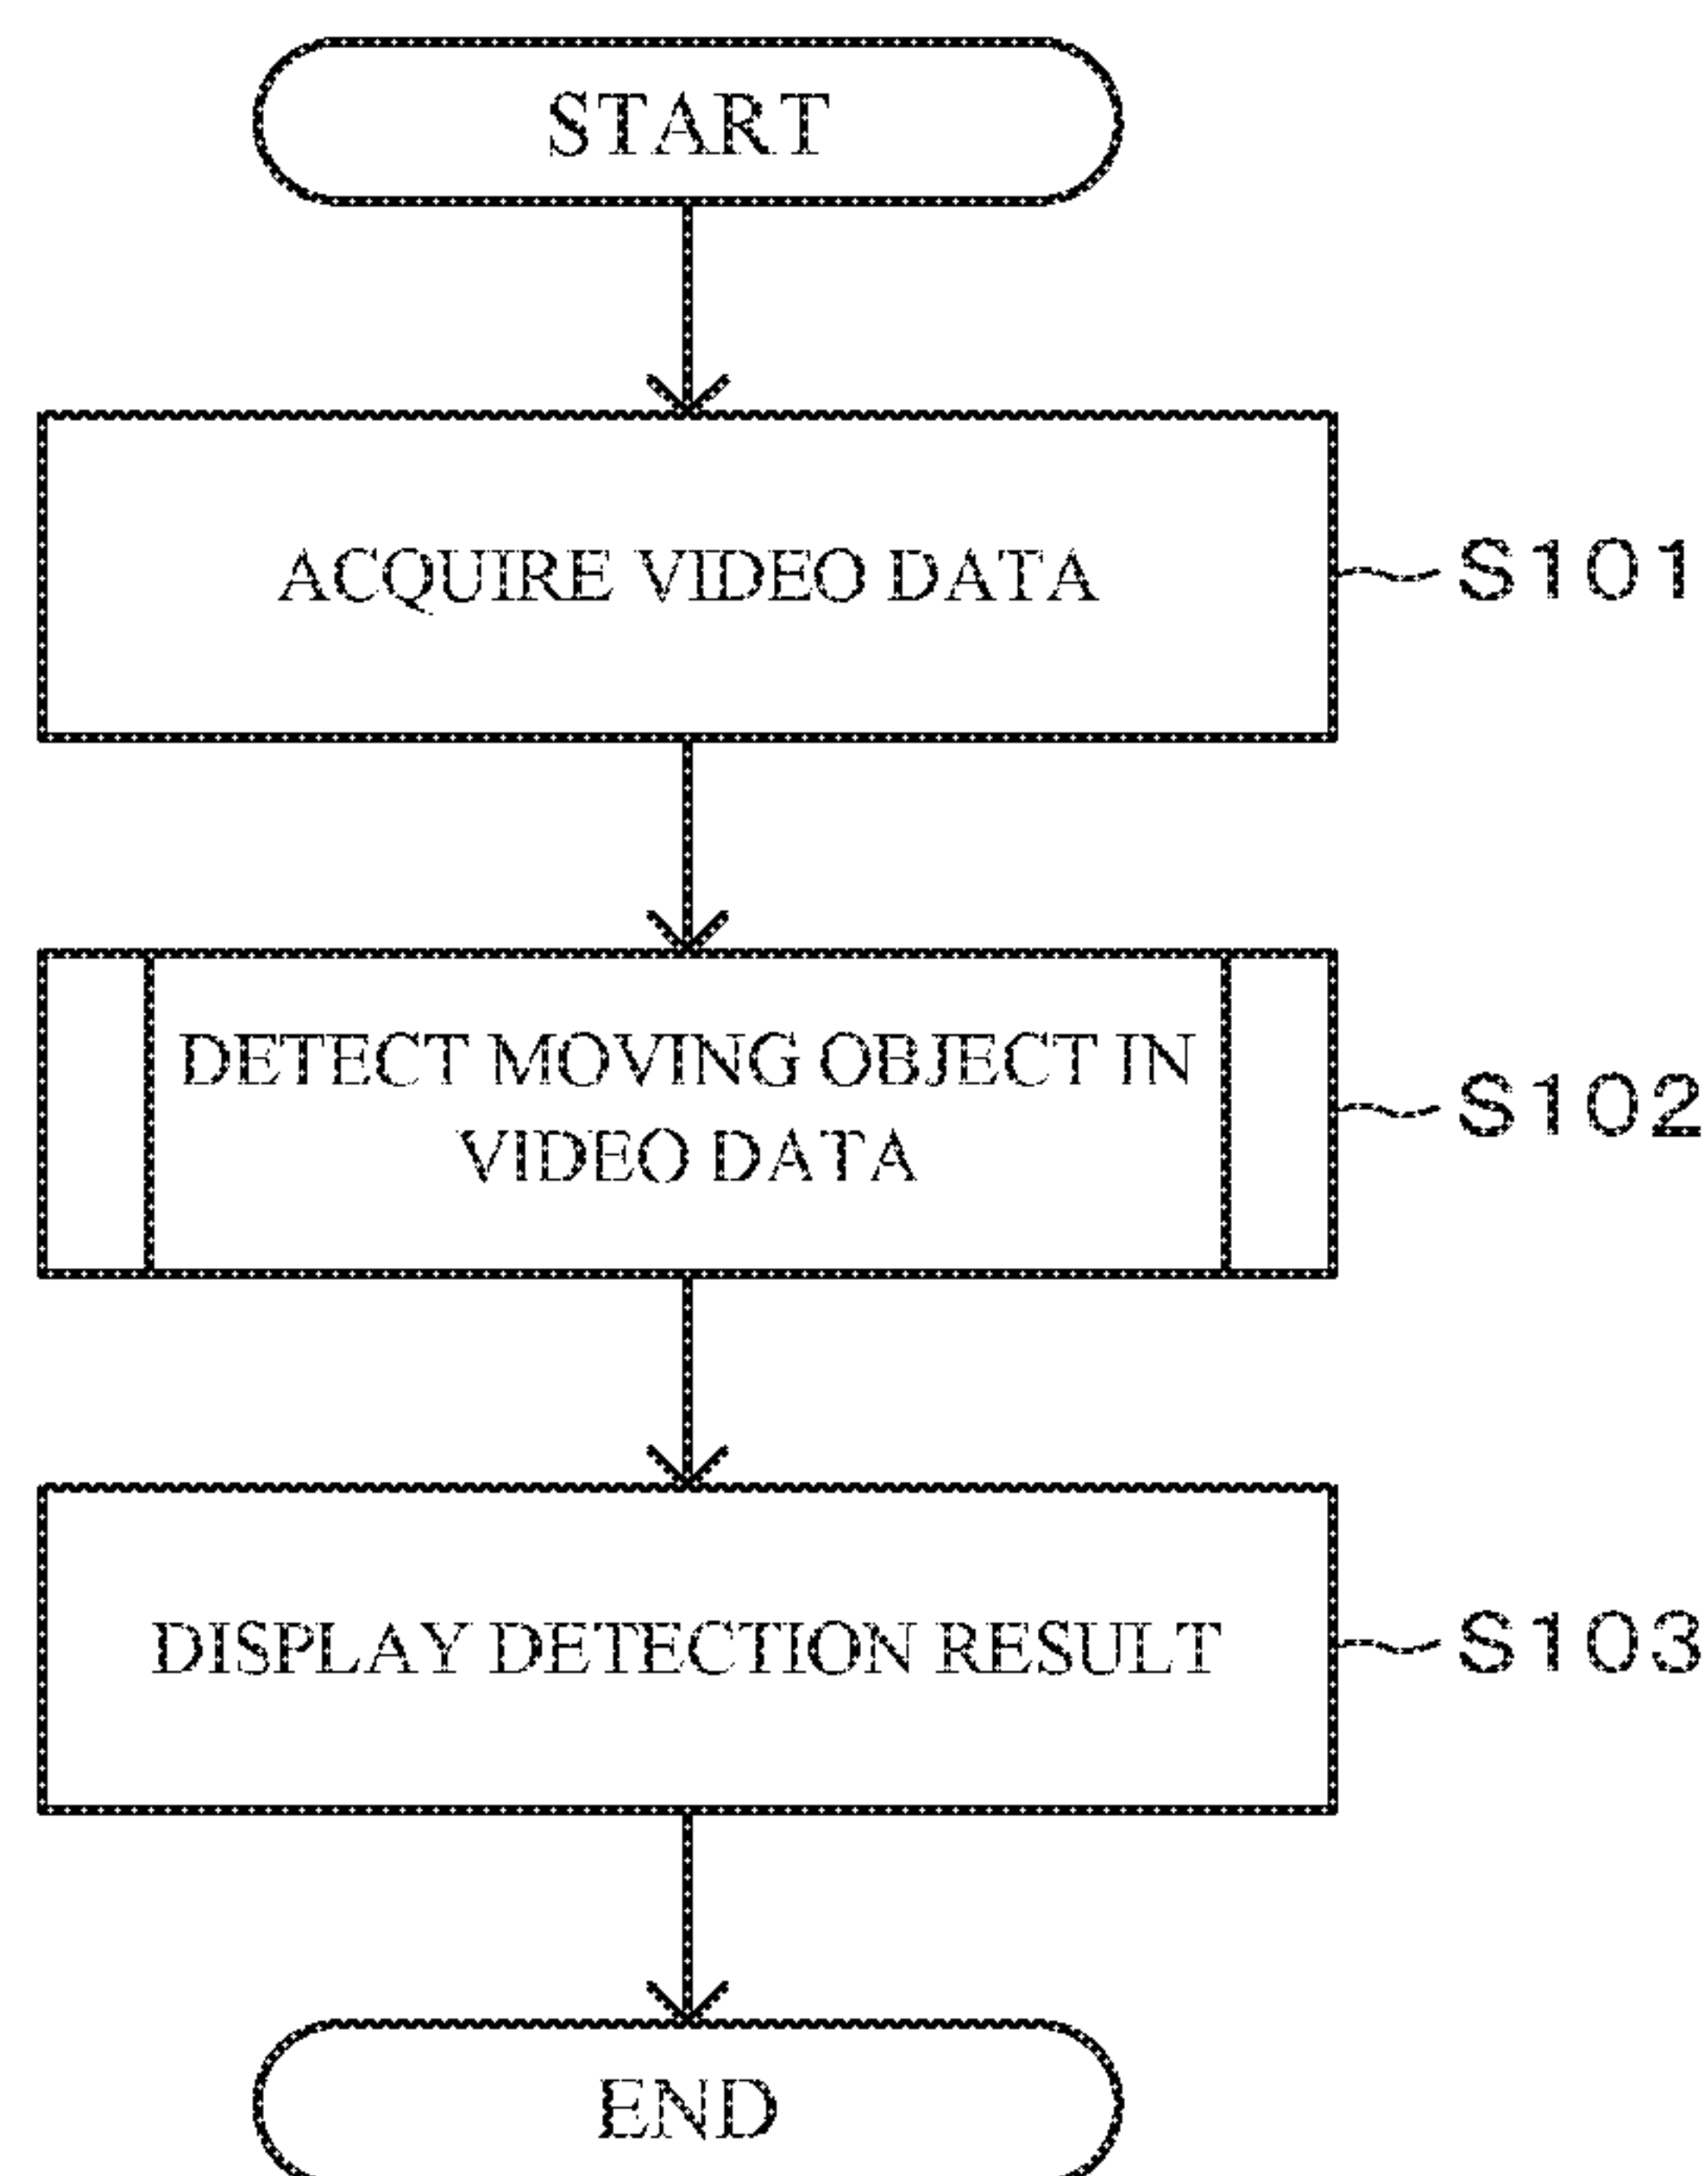 START
ACQUIRE VIDEO DATA
S101
DETECT MOVING OBJECT IN
VIDEO DATA
S102
DISPLAY DETECTION RESULT
S103
END